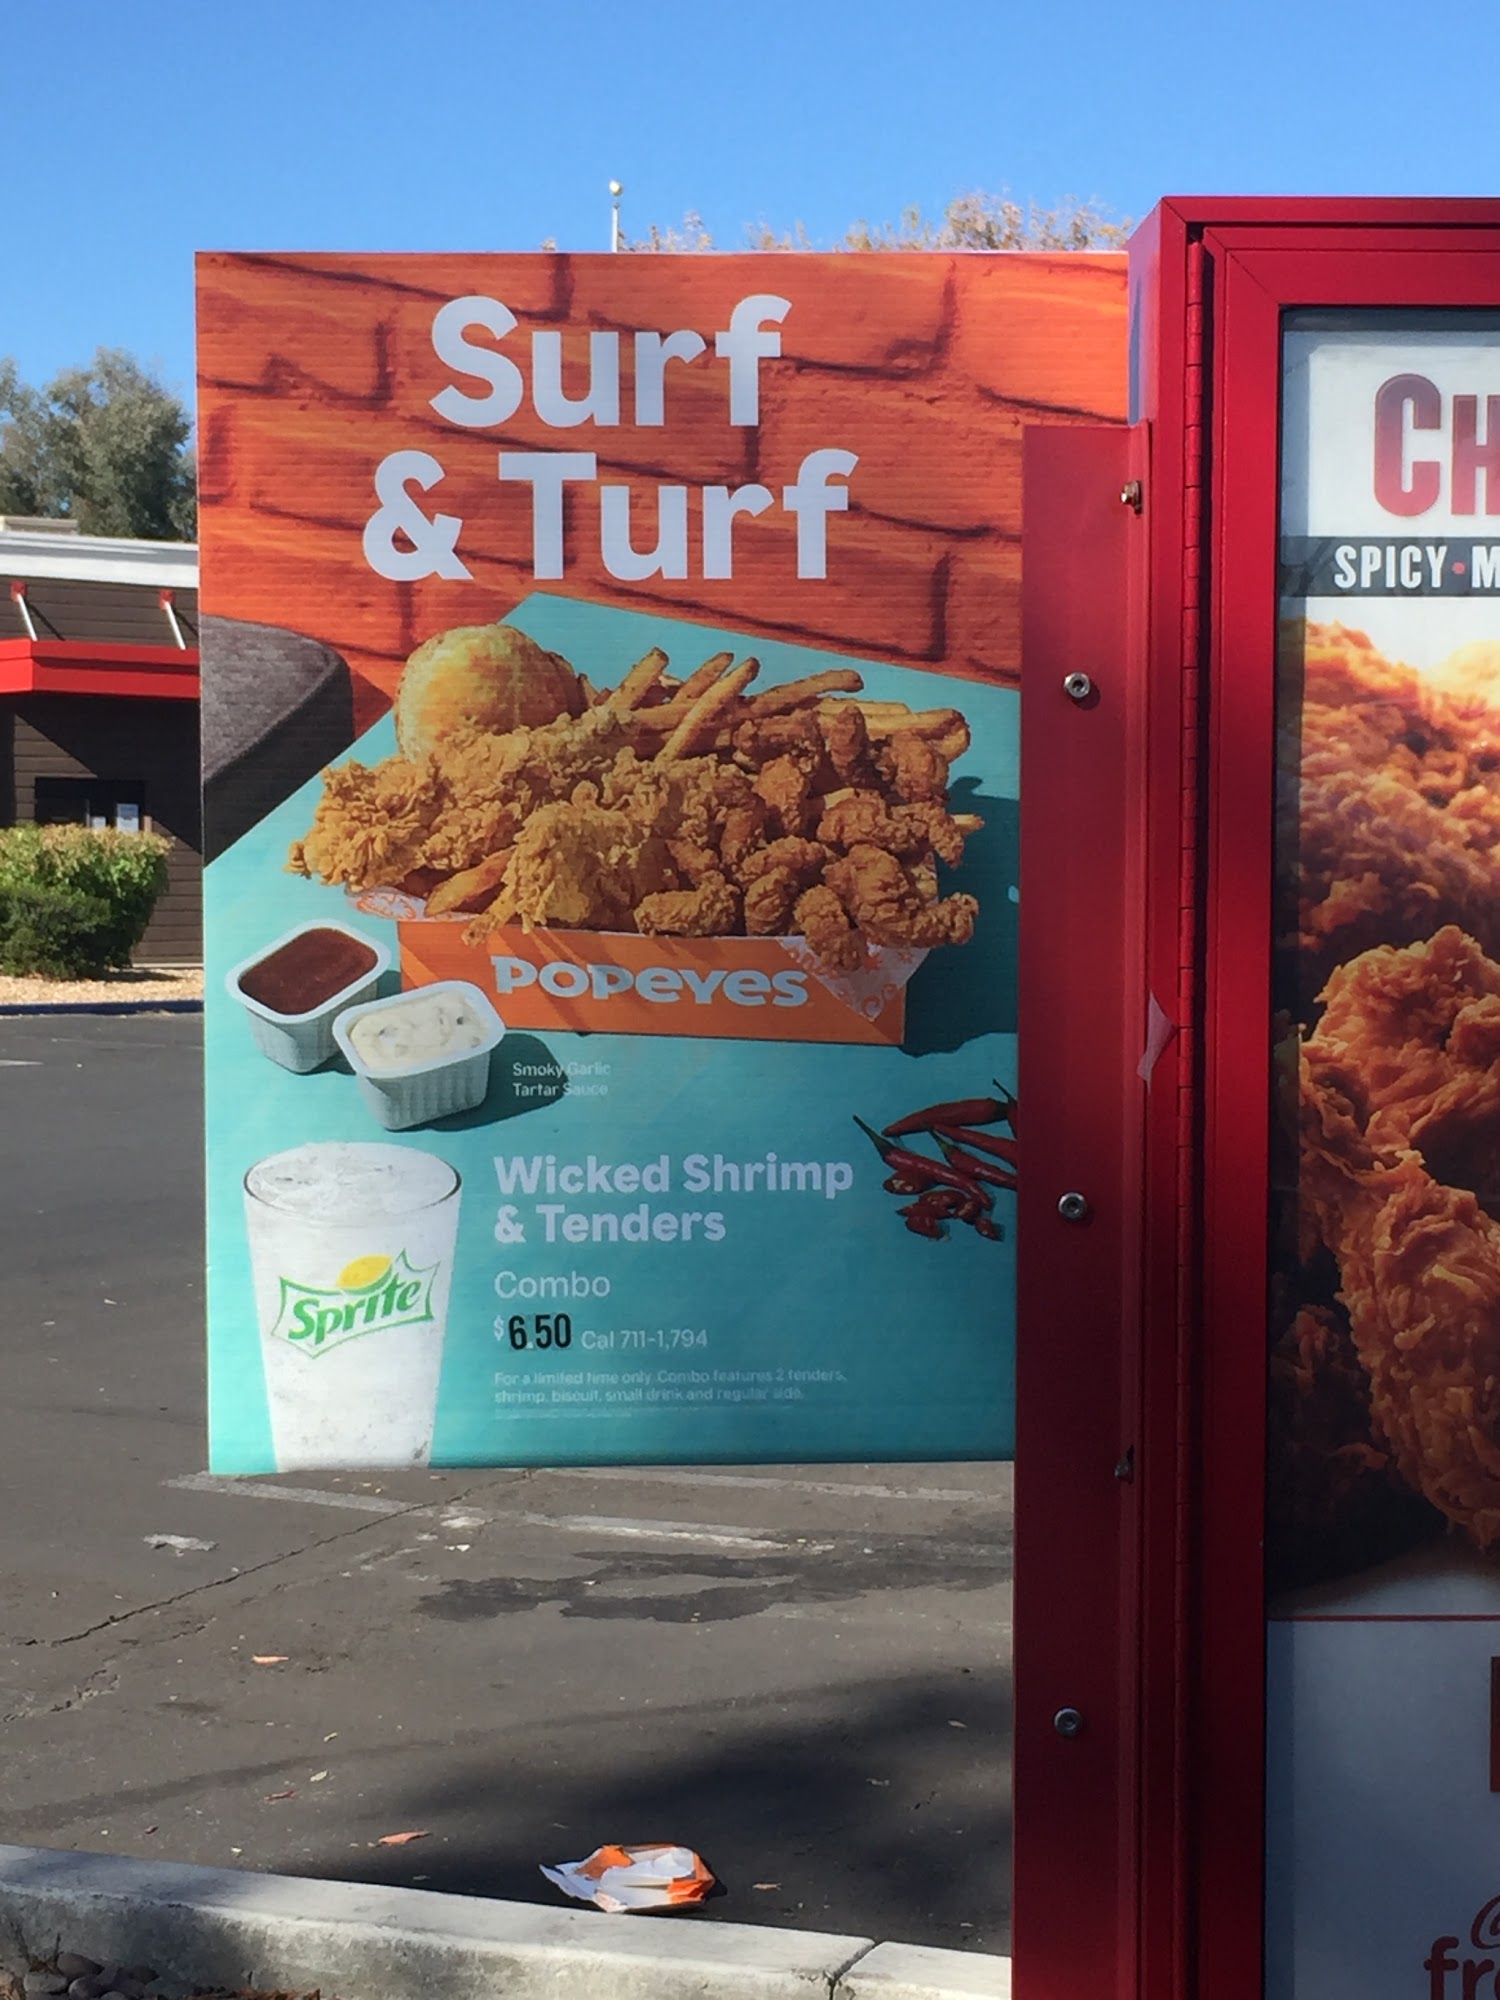 Surf
& Turf
POPEYES
Smoky Garlic
Tartar Sauce
Sprite
Wicked Shrimp
& Tenders
Combo
$6.50 Cal 711-1,794
For a limited time only. Combo features 2 tenders,
shrimp, biscuit, small drink and regular side.
CH
SPICY • M
fr